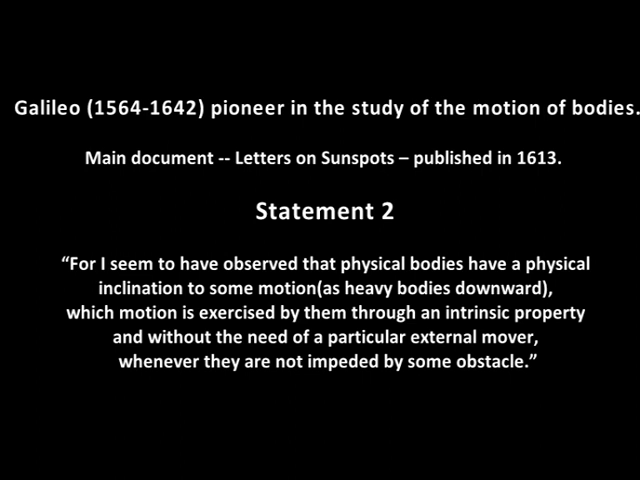 Galileo (1564-1642) pioneer in the study of the motion of bodies.
Main document -- Letters on Sunspots – published in 1613.
Statement 2
“For I seem to have observed that physical bodies have a physical
inclination to some motion(as heavy bodies downward),
which motion is exercised by them through an intrinsic property
and without the need of a particular external mover,
whenever they are not impeded by some obstacle.”